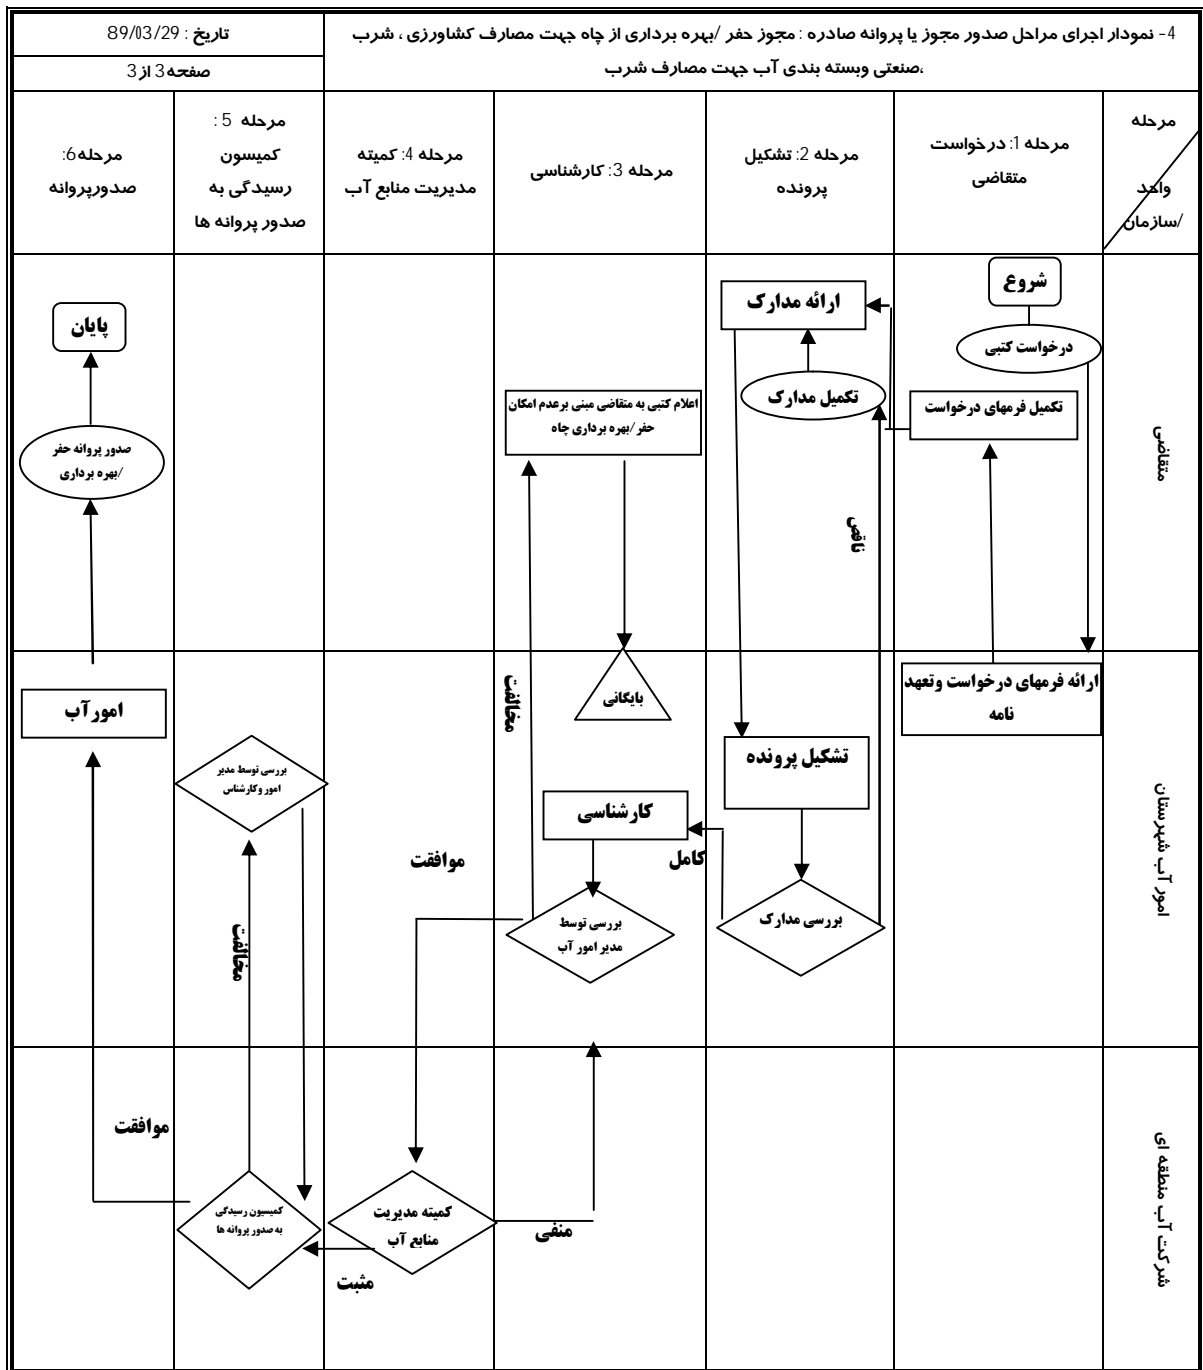 4- نمودار اجرای مراحل صدور مجوز یا پروانه صادره : مجوز حفر /بهره برداری از چاه جهت مصارف کشاورزی ، شرب
،صنعتی وبسته بندی آب جهت مصارف شرب
تاریخ : 89/03/29
صفحه3 از3
مرحله
واحد
/سازمان
مرحله 1: درخواست
متقاضی
مرحله 2: تشکیل
پرونده
مرحله 3: کارشناسی
مرحله 4: کمیته
مدیریت منابع آب
مرحله 5 :
کمیسون
رسیدگی به
صدور پروانه ها
مرحله6:
صدورپروانه
متقاضی
شروع
درخواست کتبی
تکمیل فرمهای درخواست
ارائه مدارک
تکمیل مدارک
ناقص
اعلام کتبی به متقاضی مبنی برعدم امکان
حفر /بهره برداری چاه
پایان
صدور پروانه حفر
/بهره برداری
امور آب شهرستان
ارائه فرمهای درخواست وتعهد
نامه
تشکیل پرونده
بررسی مدارک
کامل
بایگانی
کارشناسی
بررسی توسط
مدیر امور آب
مخالفت
موافقت
بررسی توسط مدیر
امور وکارشناس
مخالفت
امورآب
شرکت آب منطقه ای
منفی
کمیته مدیریت
منابع آب
مثبت
کمیسیون رسیدگی
به صدور پروانه ها
موافقت